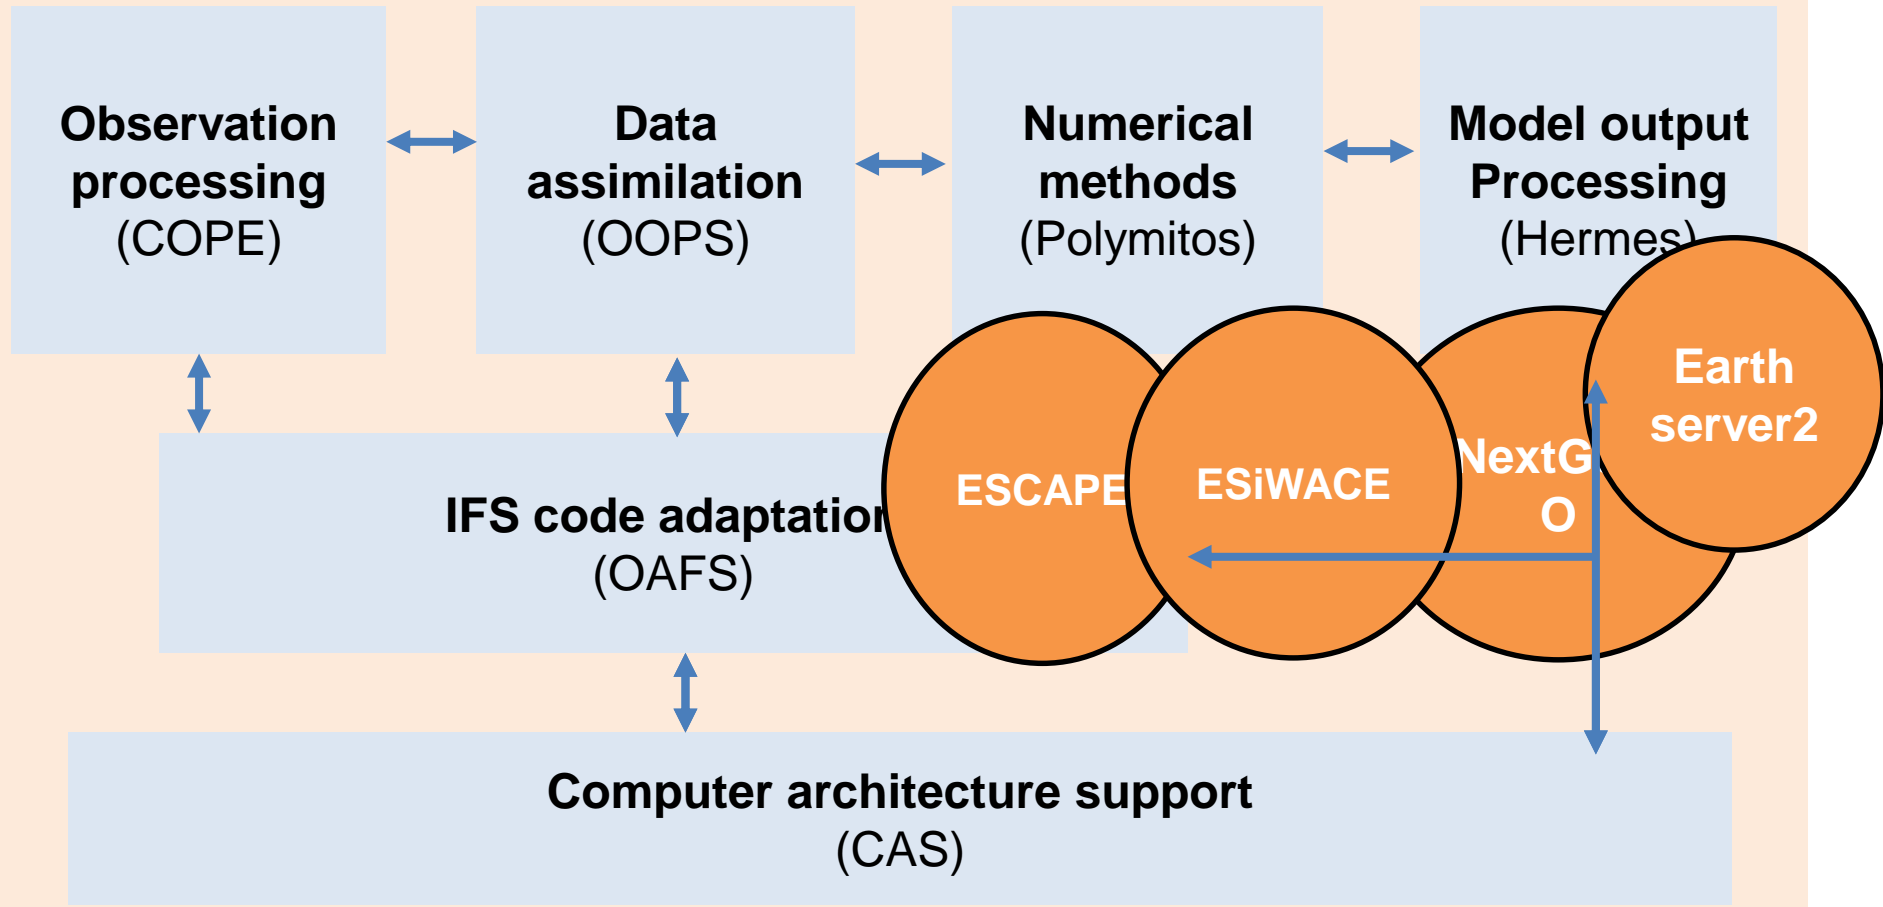 Observation
processing
(COPE)
Data
assimilation
(OOPS)
Numerical
methods
(Polymitos)
Model output
Processing
(Hermes)
IFS code adaptation
(OAFS)
ESCAPE
ESiWACE
NextG
O
Earth
server2
Computer architecture support
(CAS)